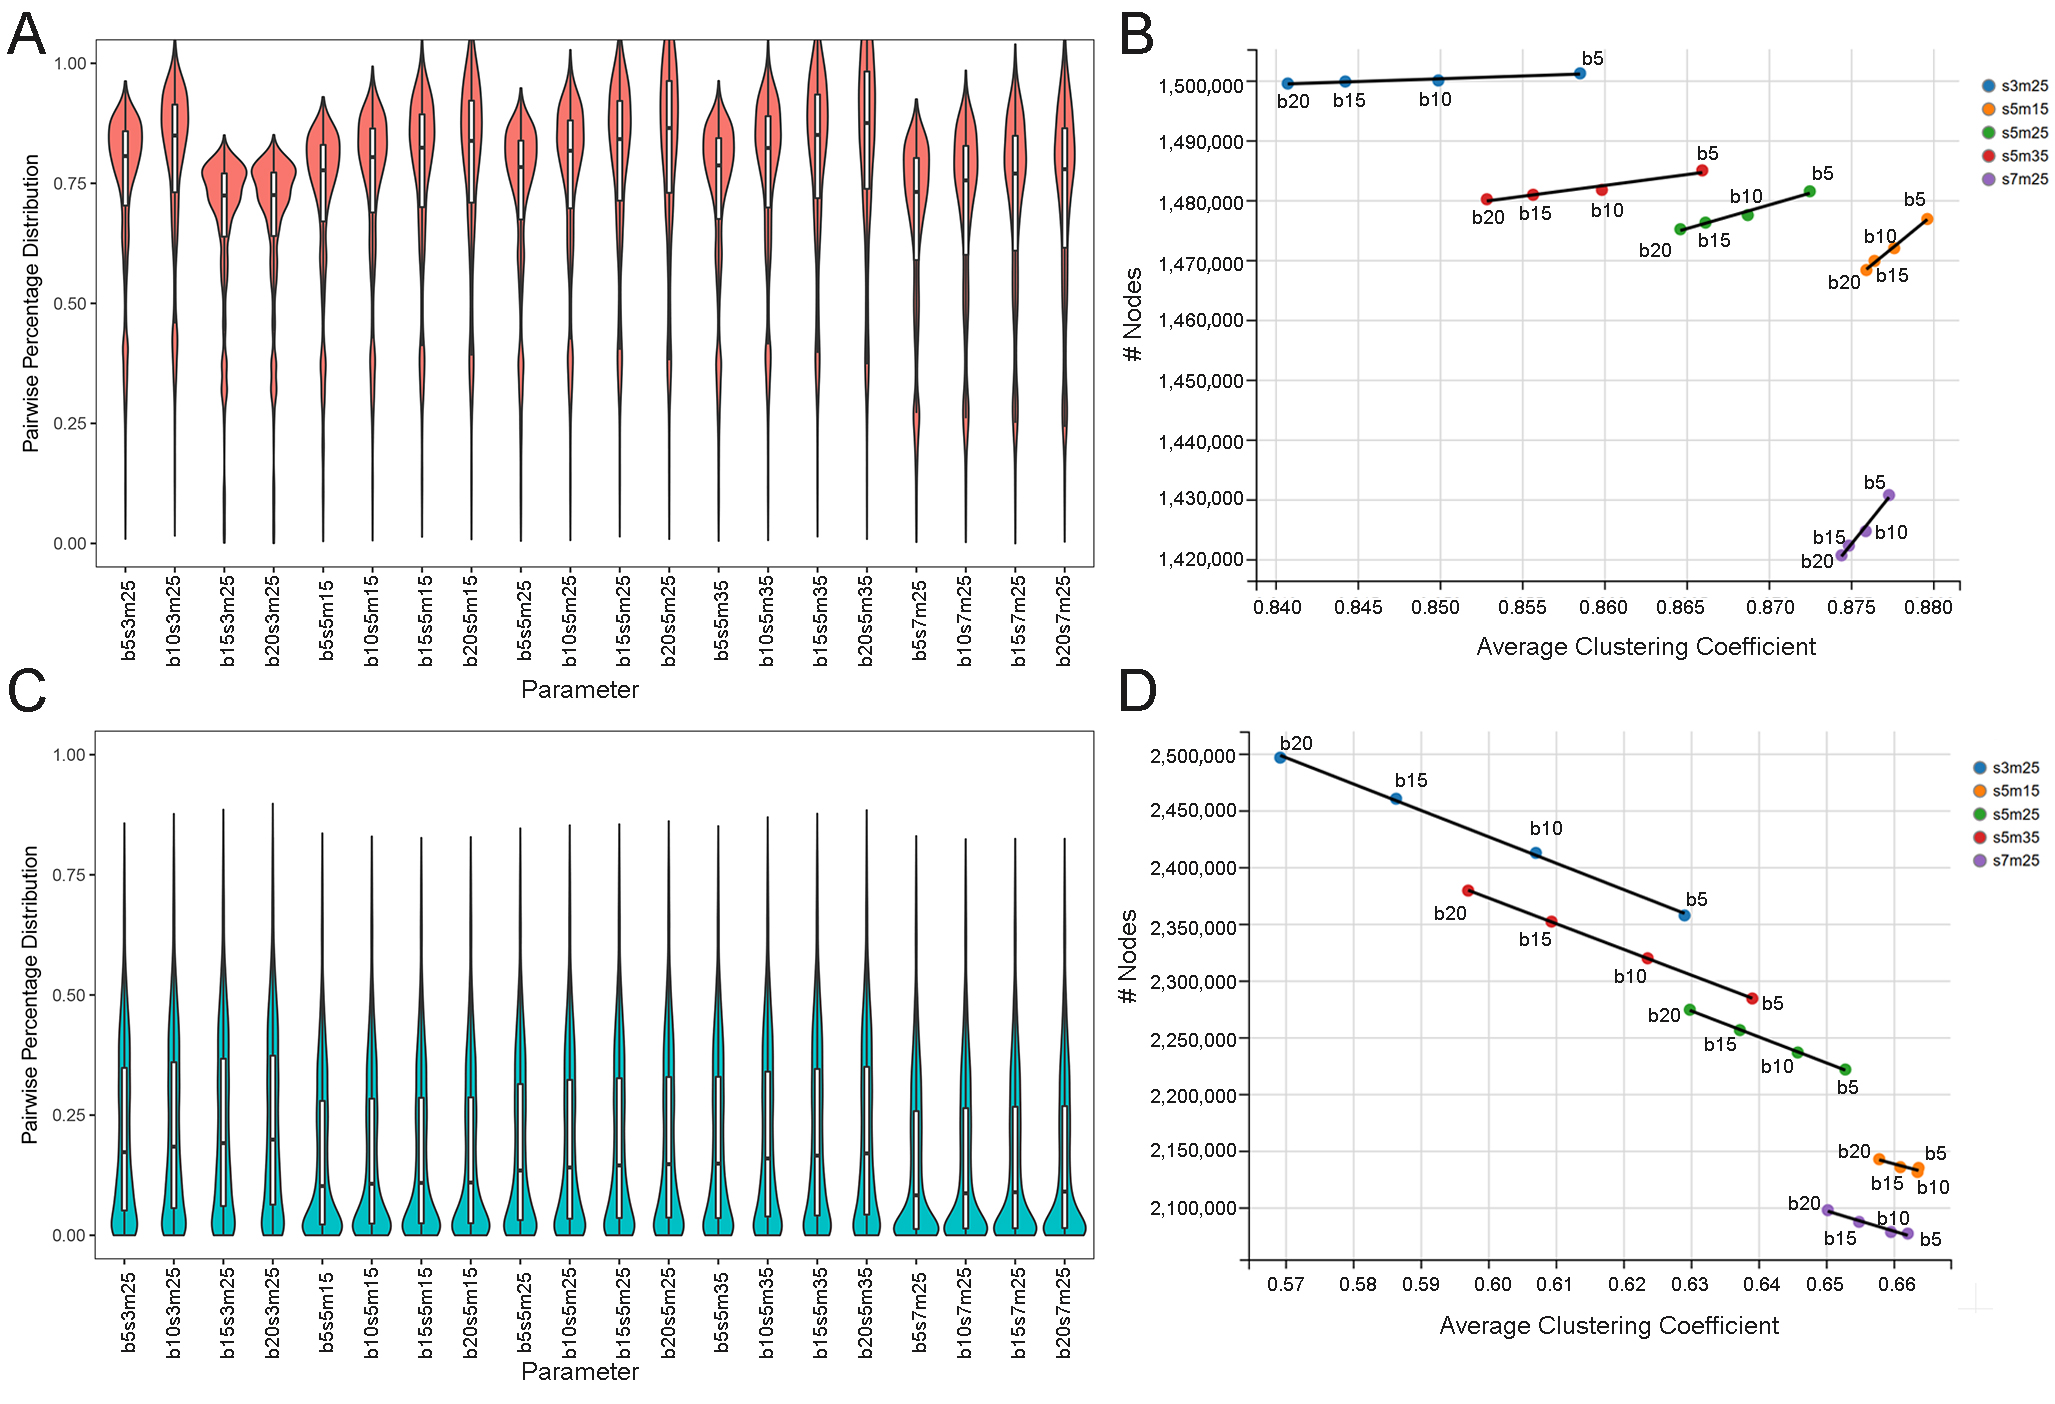 A
1.00
0.75
0.50
0.25
0.00
Pairwise Percentage Distribution
b5s3m25
b10s3m25
b15s3m25
b20s3m25
b5s5m15
b10s5m15
b15s5m15
b20s5m15
b5s5m25
b10s5m25
b15s5m25
b20s5m25
b5s5m35
b10s5m35
b15s5m35
b20s5m35
b5s7m25
b10s7m25
b15s7m25
b20s7m25
Parameter
B
1,500,000
1,490,000
1,480,000
1,470,000
1,460,000
1,450,000
1,440,000
1,430,000
1,420,000
# Nodes
b20
b15
b10
b5
b20
b15
b10
b5
b20
b15
b10
b5
b20
b15
b10
b5
b20
b15
b10
b5
0.840
0.845
0.850
0.855
0.860
0.865
0.870
0.875
0.880
Average Clustering Coefficient
s3m25
s5m15
s5m25
s5m35
s7m25
C
1.00
0.75
0.50
0.25
0.00
Pairwise Percentage Distribution
b5s3m25
b10s3m25
b15s3m25
b20s3m25
b5s5m15
b10s5m15
b15s5m15
b20s5m15
b5s5m25
b10s5m25
b15s5m25
b20s5m25
b5s5m35
b10s5m35
b15s5m35
b20s5m35
b5s7m25
b10s7m25
b15s7m25
b20s7m25
Parameter
D
2,500,000
2,450,000
2,400,000
2,350,000
2,300,000
2,250,000
2,200,000
2,150,000
2,100,000
# Nodes
b20
b15
b10
b5
b20
b15
b10
b5
b20
b15
b10
b5
b20
b15
b10
b5
b20
b15
b10
b5
0.57
0.58
0.59
0.60
0.61
0.62
0.63
0.64
0.65
0.66
Average Clustering Coefficient
s3m25
s5m15
s5m25
s5m35
s7m25